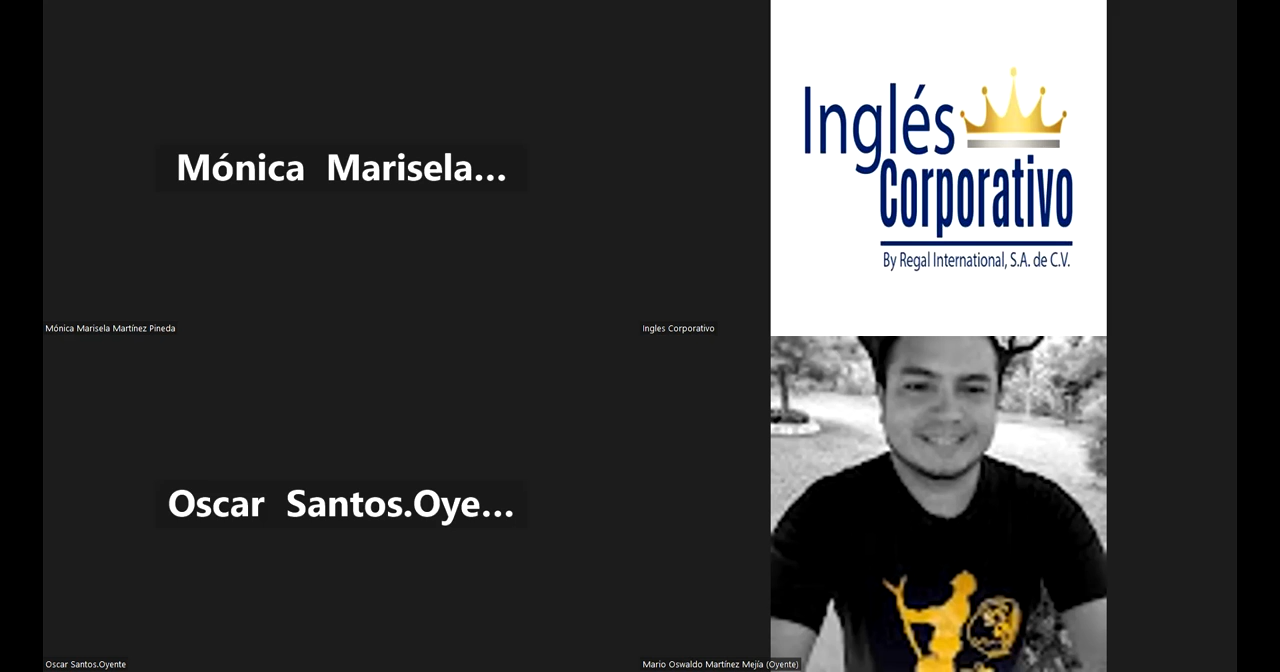 Mónica Marisela...
Mónica Marisela Martínez Pineda
Inglés
Corporativo
By Regal International, S.A. de C.V.
Ingles Corporativo
Oscar Santos.Oye...
Oscar Santos.Oyente
Mario Oswaldo Martínez Mejía (Oyente)